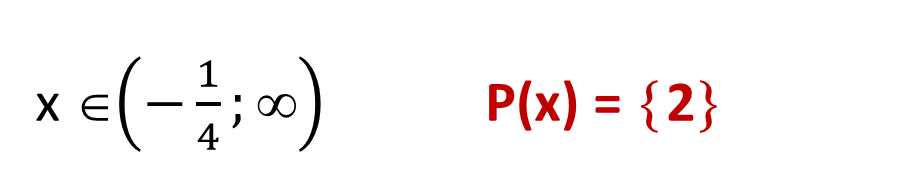 x ∈(−1/4; ∞) P(x) = {2}